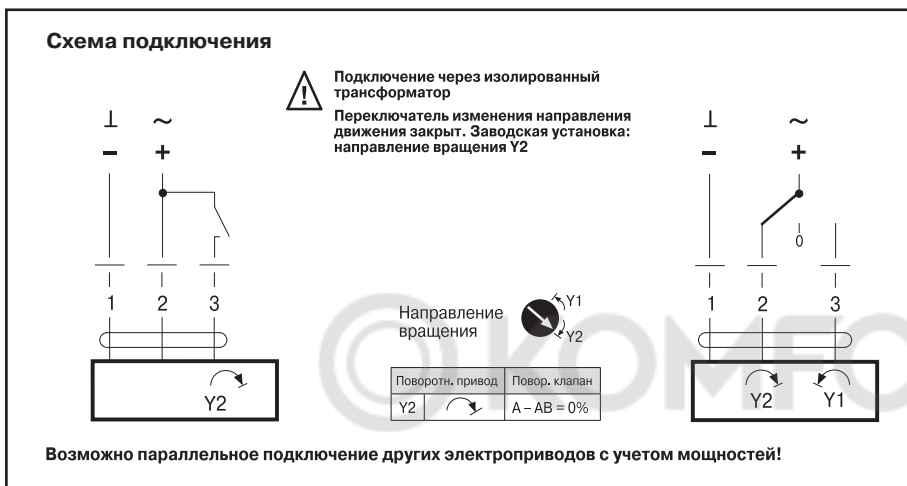 Схема подключения
Подключение через изолированный
трансформатор
Переключатель изменения направления
движения закрыт. Заводская установка:
направление вращения Y2
⊥ ~
– +
1 2 3
Y2
Направление
вращения
Y1
Y2
Поворотн. привод Повор. клапан
Y2 A – AB = 0%
⊥ ~
– +
0
1 2 3
Y2 Y1
KOMFO
Возможно параллельное подключение других электроприводов с учетом мощностей!